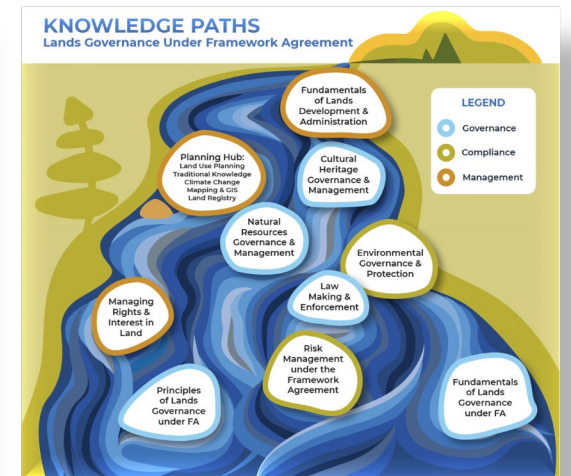 KNOWLEDGE PATHS
Lands Governance Under Framework Agreement
Fundamentals
of Lands
Development &
Administration
LEGEND
Governance
Compliance
Management
Planning Hub:
Land Use Planning
Traditional Knowledge
Climate Change
Mapping & GIS
Land Registry
Cultural
Heritage
Governance &
Management
Natural
Resources
Governance &
Management
Environmental
Governance &
Protection
Law
Making &
Enforcement
Managing
Rights &
Interest in
Land
Risk
Management
under the
Framework
Agreement
Principles
of Lands
Governance
under FA
Fundamentals
of Lands
Governance
under FA